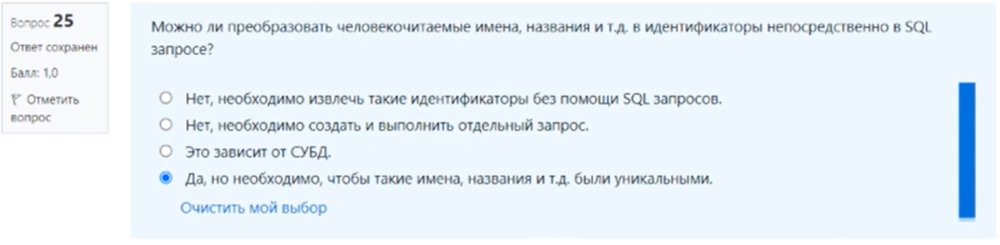 Вопрос 25
Ответ сохранен
Балл: 1,0
Отметить
вопрос
Можно ли преобразовать человекочитаемые имена, названия и т.д. в идентификаторы непосредственно в SQL
запросе?
Нет, необходимо извлечь такие идентификаторы без помощи SQL запросов.
Нет, необходимо создать и выполнить отдельный запрос.
Это зависит от СУБД.
Да, но необходимо, чтобы такие имена, названия и т.д. были уникальными.
Очистить мой выбор